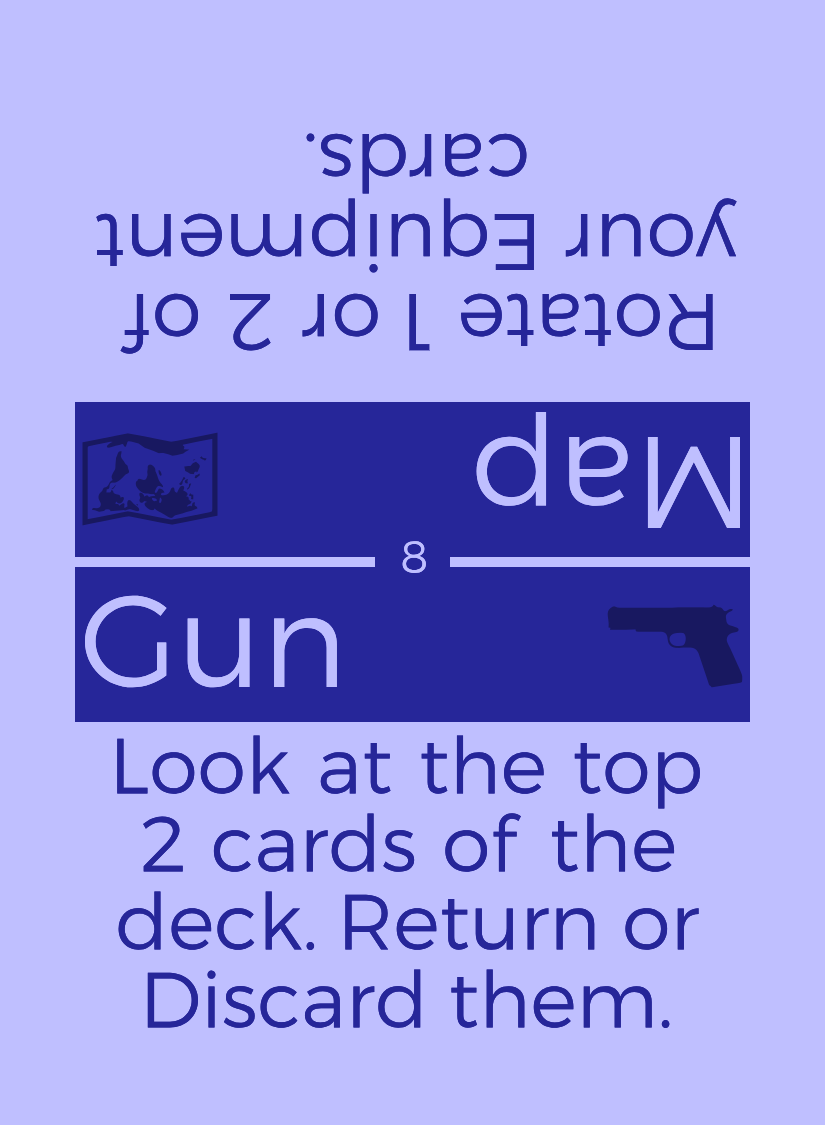 Rotate 1 or 2 of
your Equipment
cards.
Map
8
Gun
Look at the top
2 cards of the
deck. Return or
Discard them.